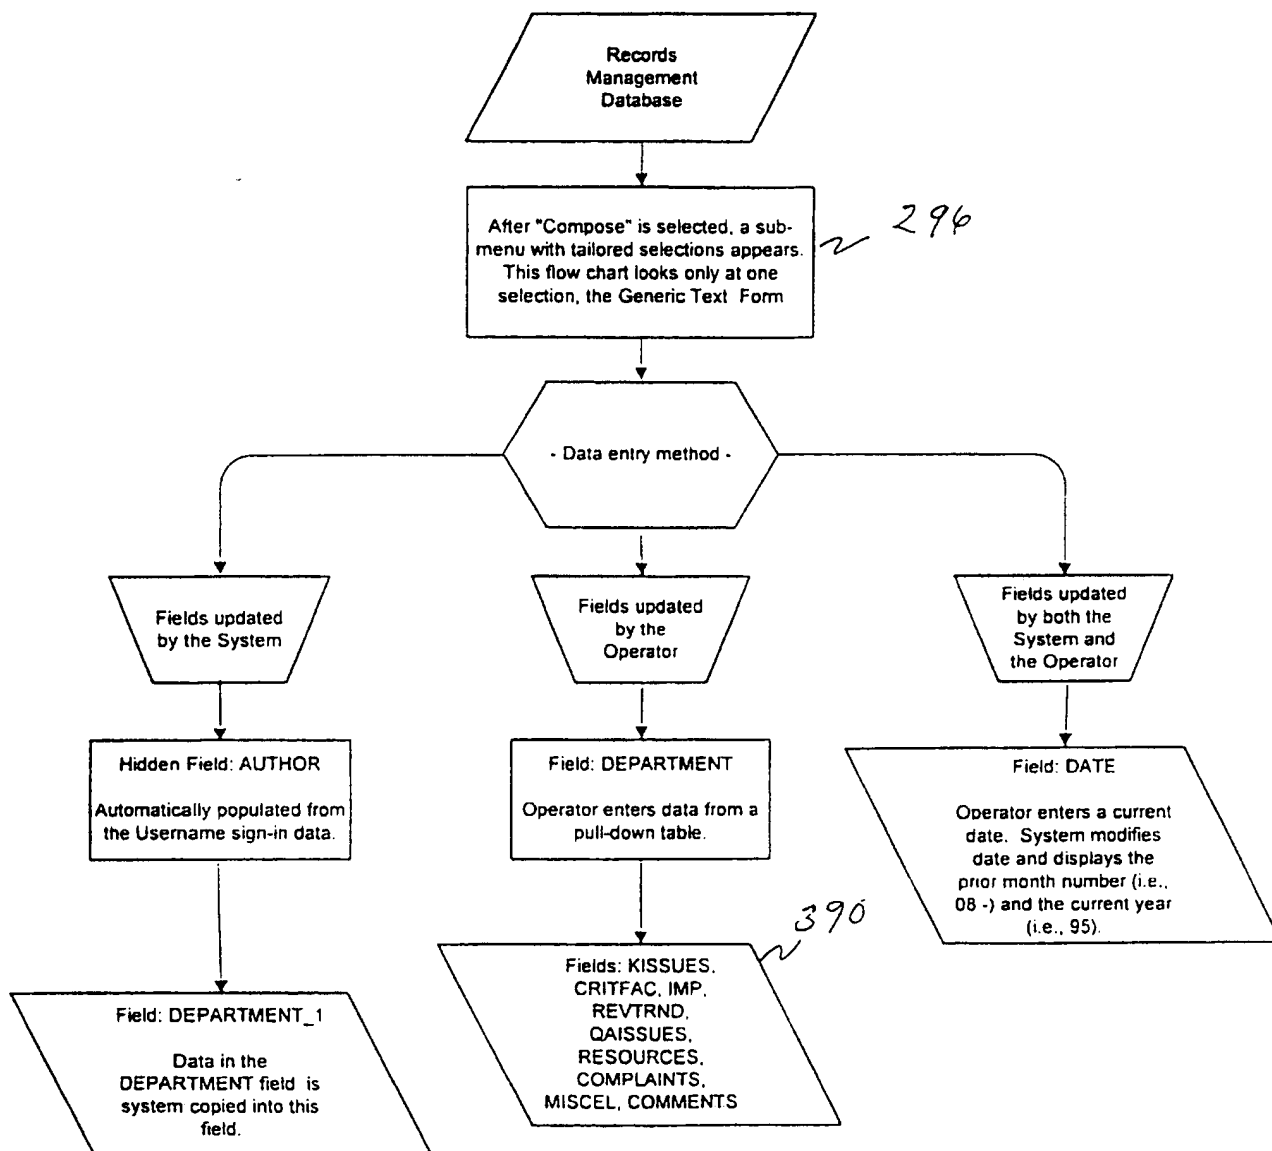 Records
Management
Database
After "Compose" is selected, a sub-
menu with tailored selections appears.
This flow chart looks only at one
selection, the Generic Text Form
296
- Data entry method -
Fields updated
by the System
Fields updated
by the
Operator
Fields updated
by both the
System and
the Operator
Hidden Field: AUTHOR
Automatically populated from
the Username sign-in data.
Field: DEPARTMENT
Operator enters data from a
pull-down table.
Field: DATE
Operator enters a current
date. System modifies
date and displays the
prior month number (i.e.,
08 -) and the current year
(i.e., 95).
390
Field: DEPARTMENT_1
Data in the
DEPARTMENT field is
system copied into this
field.
Fields: KISSUES,
CRITFAC, IMP,
REVTRND,
QAISSUES,
RESOURCES,
COMPLAINTS,
MISCEL, COMMENTS